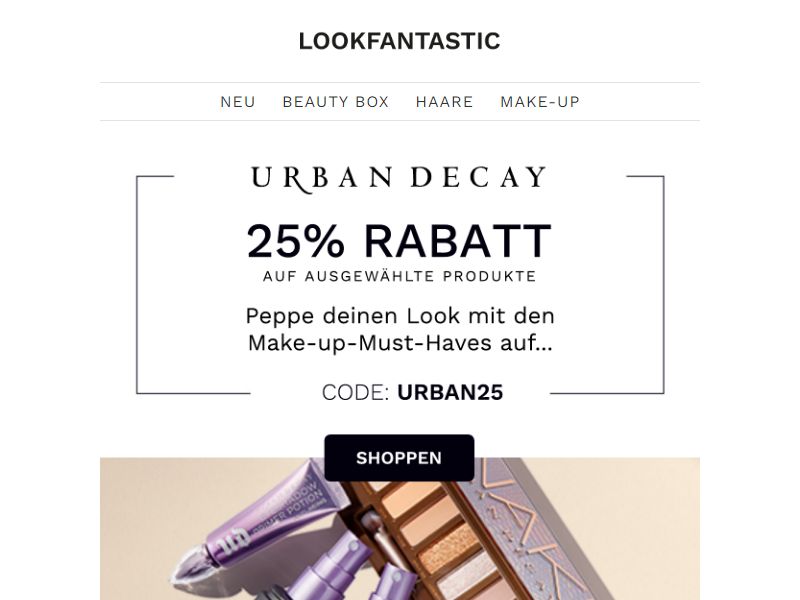 LOOKFANTASTIC
NEU BEAUTY BOX HAARE MAKE-UP
URBAN DECAY
25% RABATT
AUF AUSGEWÄHLTE PRODUKTE
Peppe deinen Look mit den
Make-up-Must-Haves auf...
CODE: URBAN25
SHOPPEN
PRIMER POTION
UD
NAK